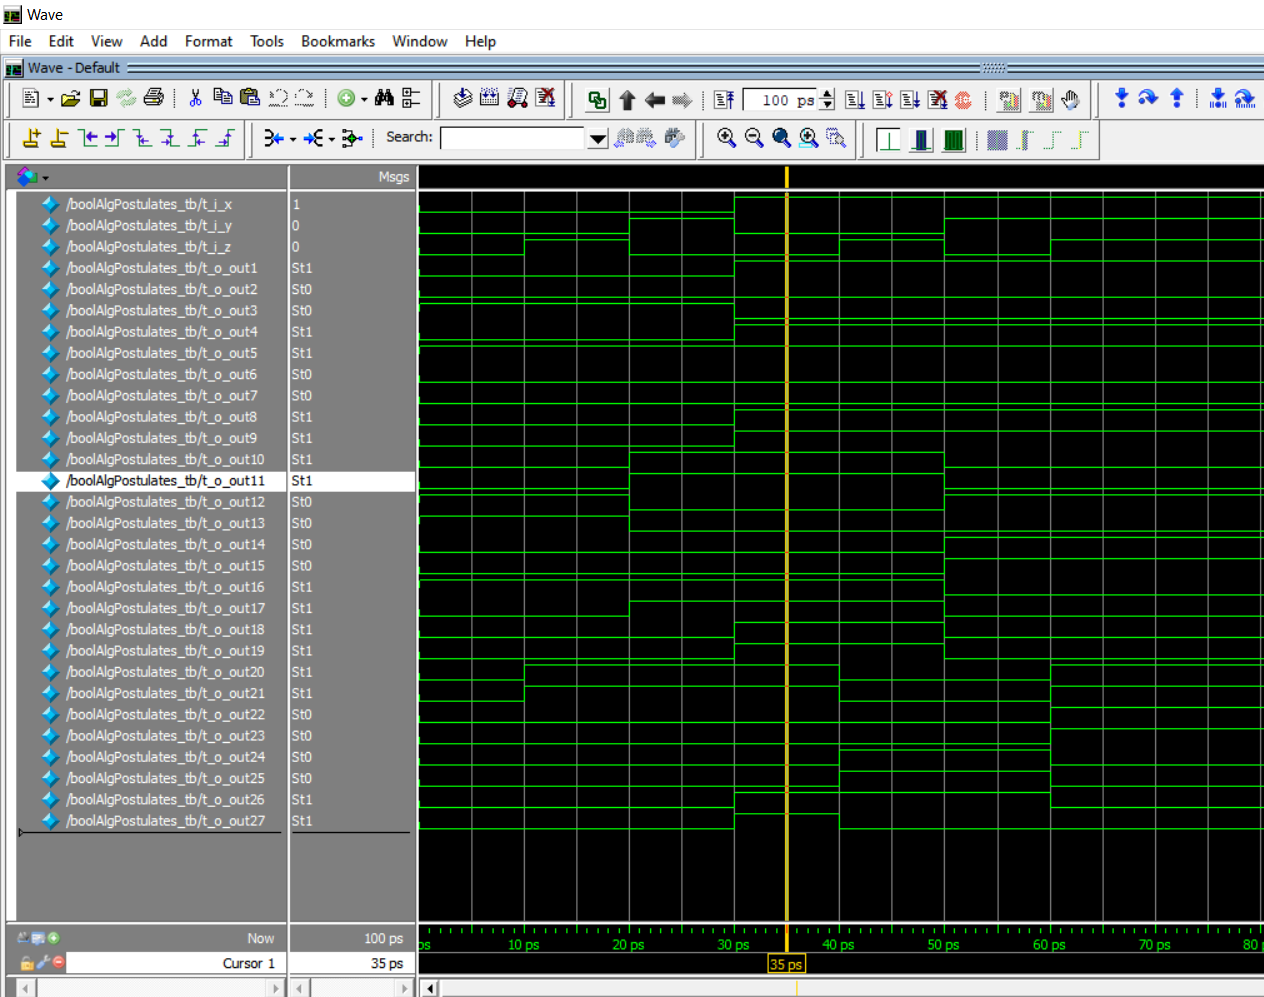 Wave
File Edit View Add Format Tools Bookmarks Window Help
Wave - Default
100 ps
Search:
Msgs
/boolAlgPostulates_tb/t_i_x 1
/boolAlgPostulates_tb/t_i_y 0
/boolAlgPostulates_tb/t_i_z 0
/boolAlgPostulates_tb/t_o_out1 St1
/boolAlgPostulates_tb/t_o_out2 St0
/boolAlgPostulates_tb/t_o_out3 St0
/boolAlgPostulates_tb/t_o_out4 St1
/boolAlgPostulates_tb/t_o_out5 St1
/boolAlgPostulates_tb/t_o_out6 St0
/boolAlgPostulates_tb/t_o_out7 St0
/boolAlgPostulates_tb/t_o_out8 St1
/boolAlgPostulates_tb/t_o_out9 St1
/boolAlgPostulates_tb/t_o_out10 St1
/boolAlgPostulates_tb/t_o_out11 St1
/boolAlgPostulates_tb/t_o_out12 St0
/boolAlgPostulates_tb/t_o_out13 St0
/boolAlgPostulates_tb/t_o_out14 St0
/boolAlgPostulates_tb/t_o_out15 St0
/boolAlgPostulates_tb/t_o_out16 St1
/boolAlgPostulates_tb/t_o_out17 St1
/boolAlgPostulates_tb/t_o_out18 St1
/boolAlgPostulates_tb/t_o_out19 St1
/boolAlgPostulates_tb/t_o_out20 St1
/boolAlgPostulates_tb/t_o_out21 St1
/boolAlgPostulates_tb/t_o_out22 St0
/boolAlgPostulates_tb/t_o_out23 St0
/boolAlgPostulates_tb/t_o_out24 St0
/boolAlgPostulates_tb/t_o_out25 St0
/boolAlgPostulates_tb/t_o_out26 St1
/boolAlgPostulates_tb/t_o_out27 St1
Now 100 ps ps 10 ps 20 ps 30 ps 40 ps 50 ps 60 ps 70 ps 80
Cursor 1 35 ps 35 ps